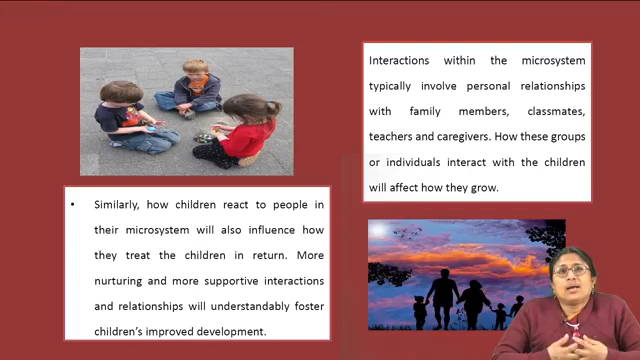 Interactions within the microsystem
typically involve personal relationships
with family members, classmates,
teachers and caregivers. How these groups
or individuals interact with the children
will affect how they grow.
• Similarly, how children react to people in
their microsystem will also influence how
they treat the children in return. More
nurturing and more supportive interactions
and relationships will understandably foster
children's improved development.